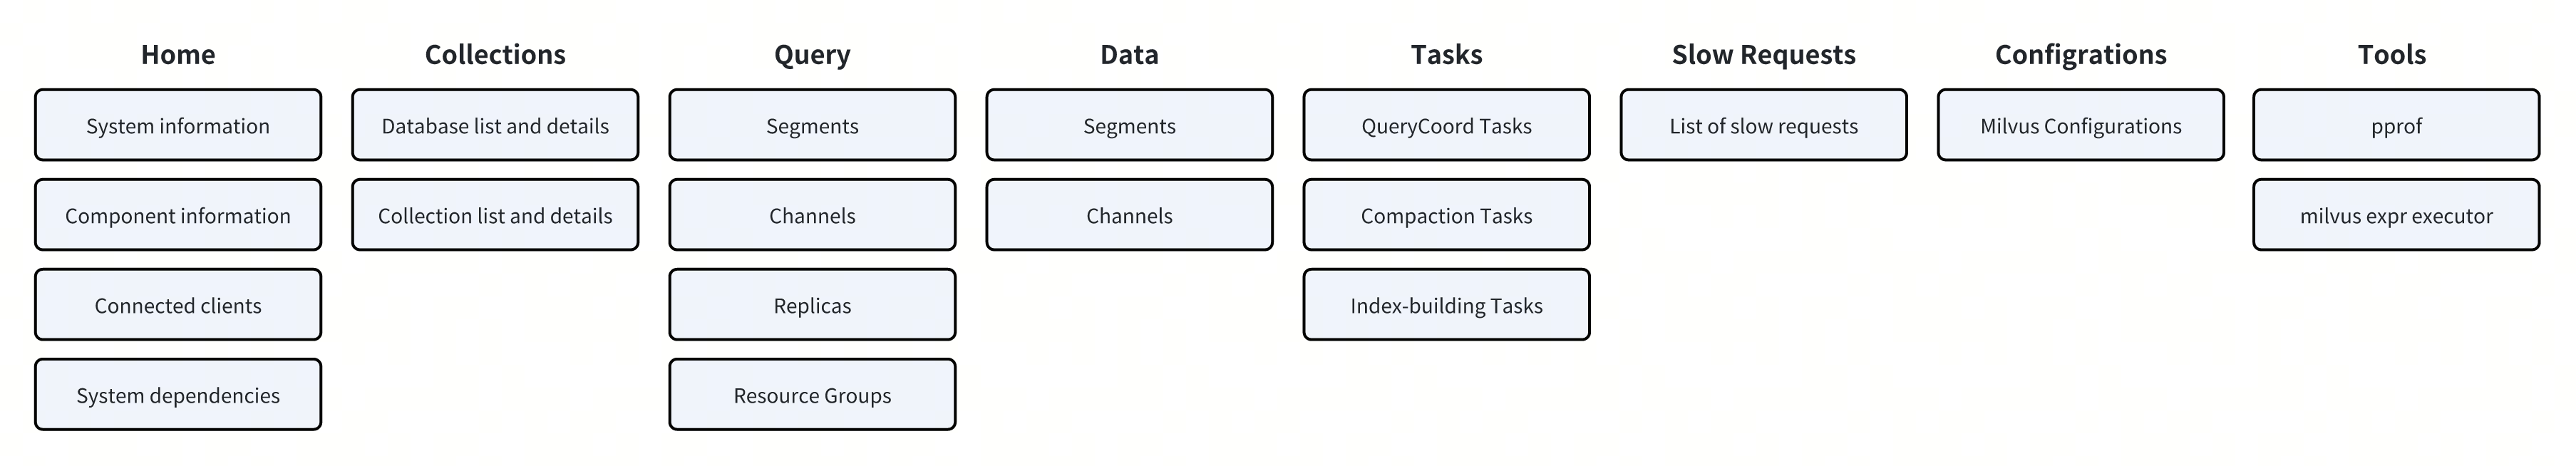 Home
System information
Component information
Connected clients
System dependencies
Collections
Database list and details
Collection list and details
Query
Segments
Channels
Replicas
Resource Groups
Data
Segments
Channels
Tasks
QueryCoord Tasks
Compaction Tasks
Index-building Tasks
Slow Requests
List of slow requests
Configrations
Milvus Configurations
Tools
pprof
milvus expr executor